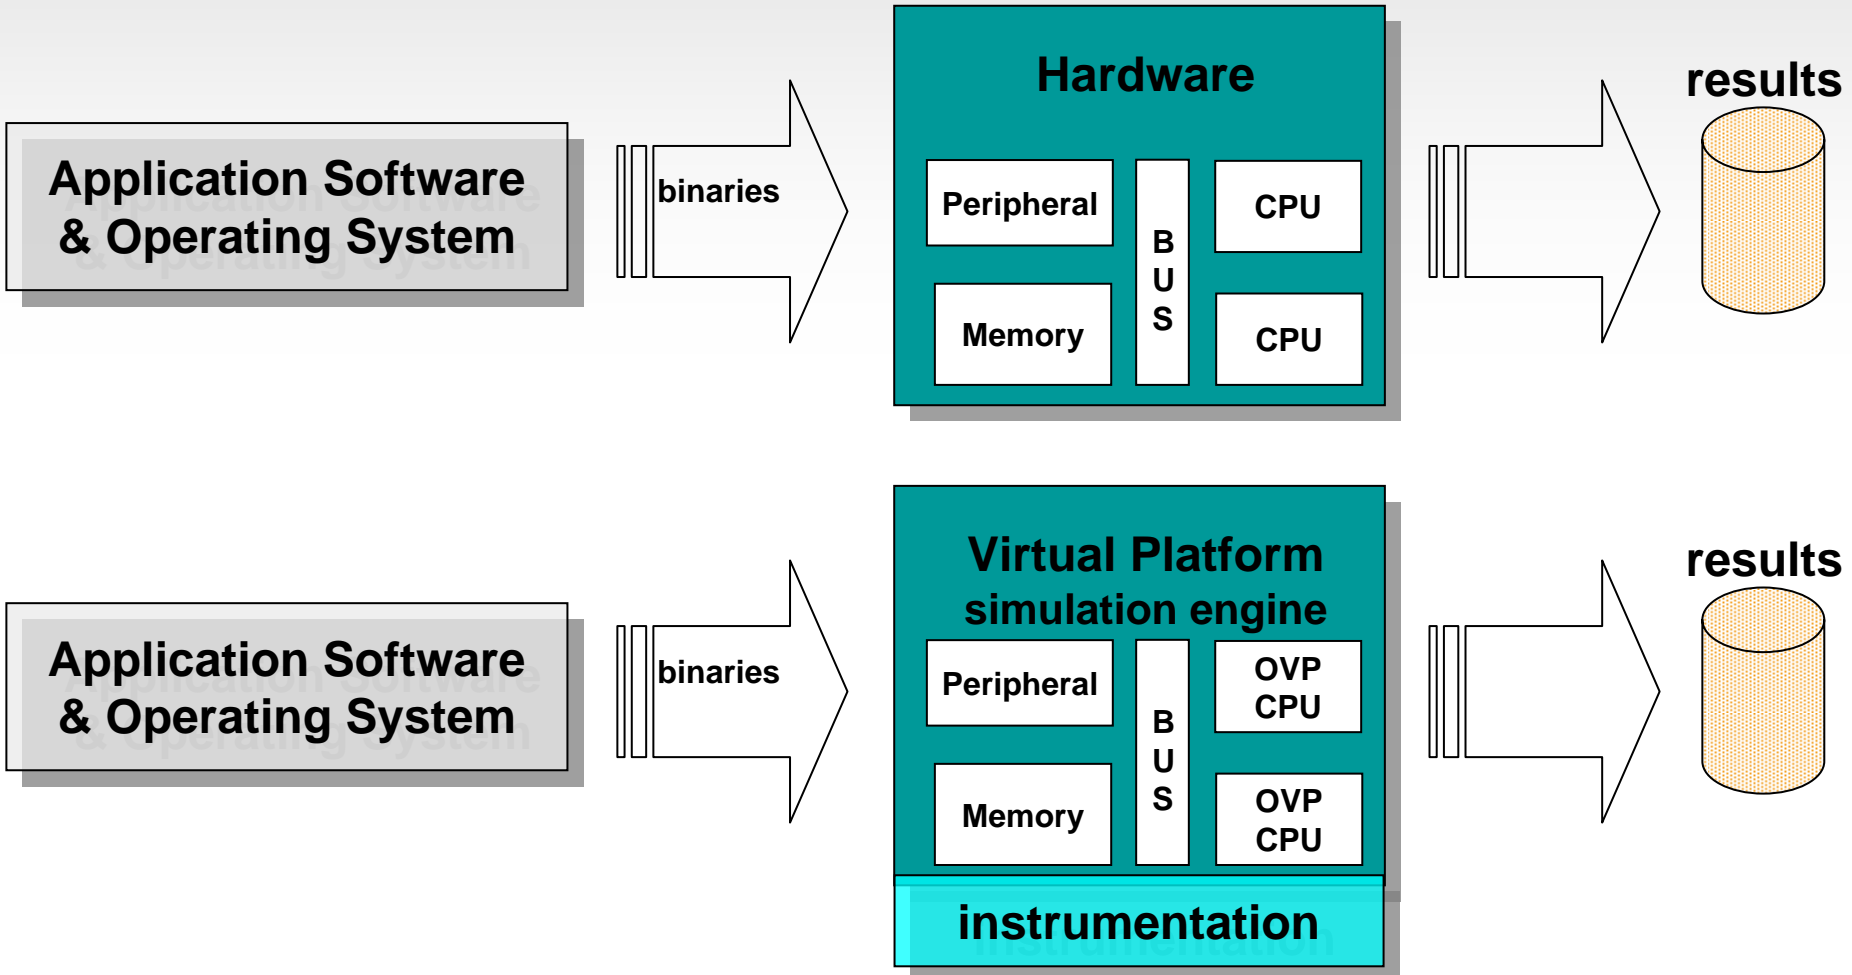 Hardware
results
Application Software
& Operating System
binaries
Peripheral
CPU
B
U
S
Memory
CPU
Virtual Platform
simulation engine
results
Application Software
& Operating System
binaries
Peripheral
OVP
CPU
B
U
S
Memory
OVP
CPU
instrumentation